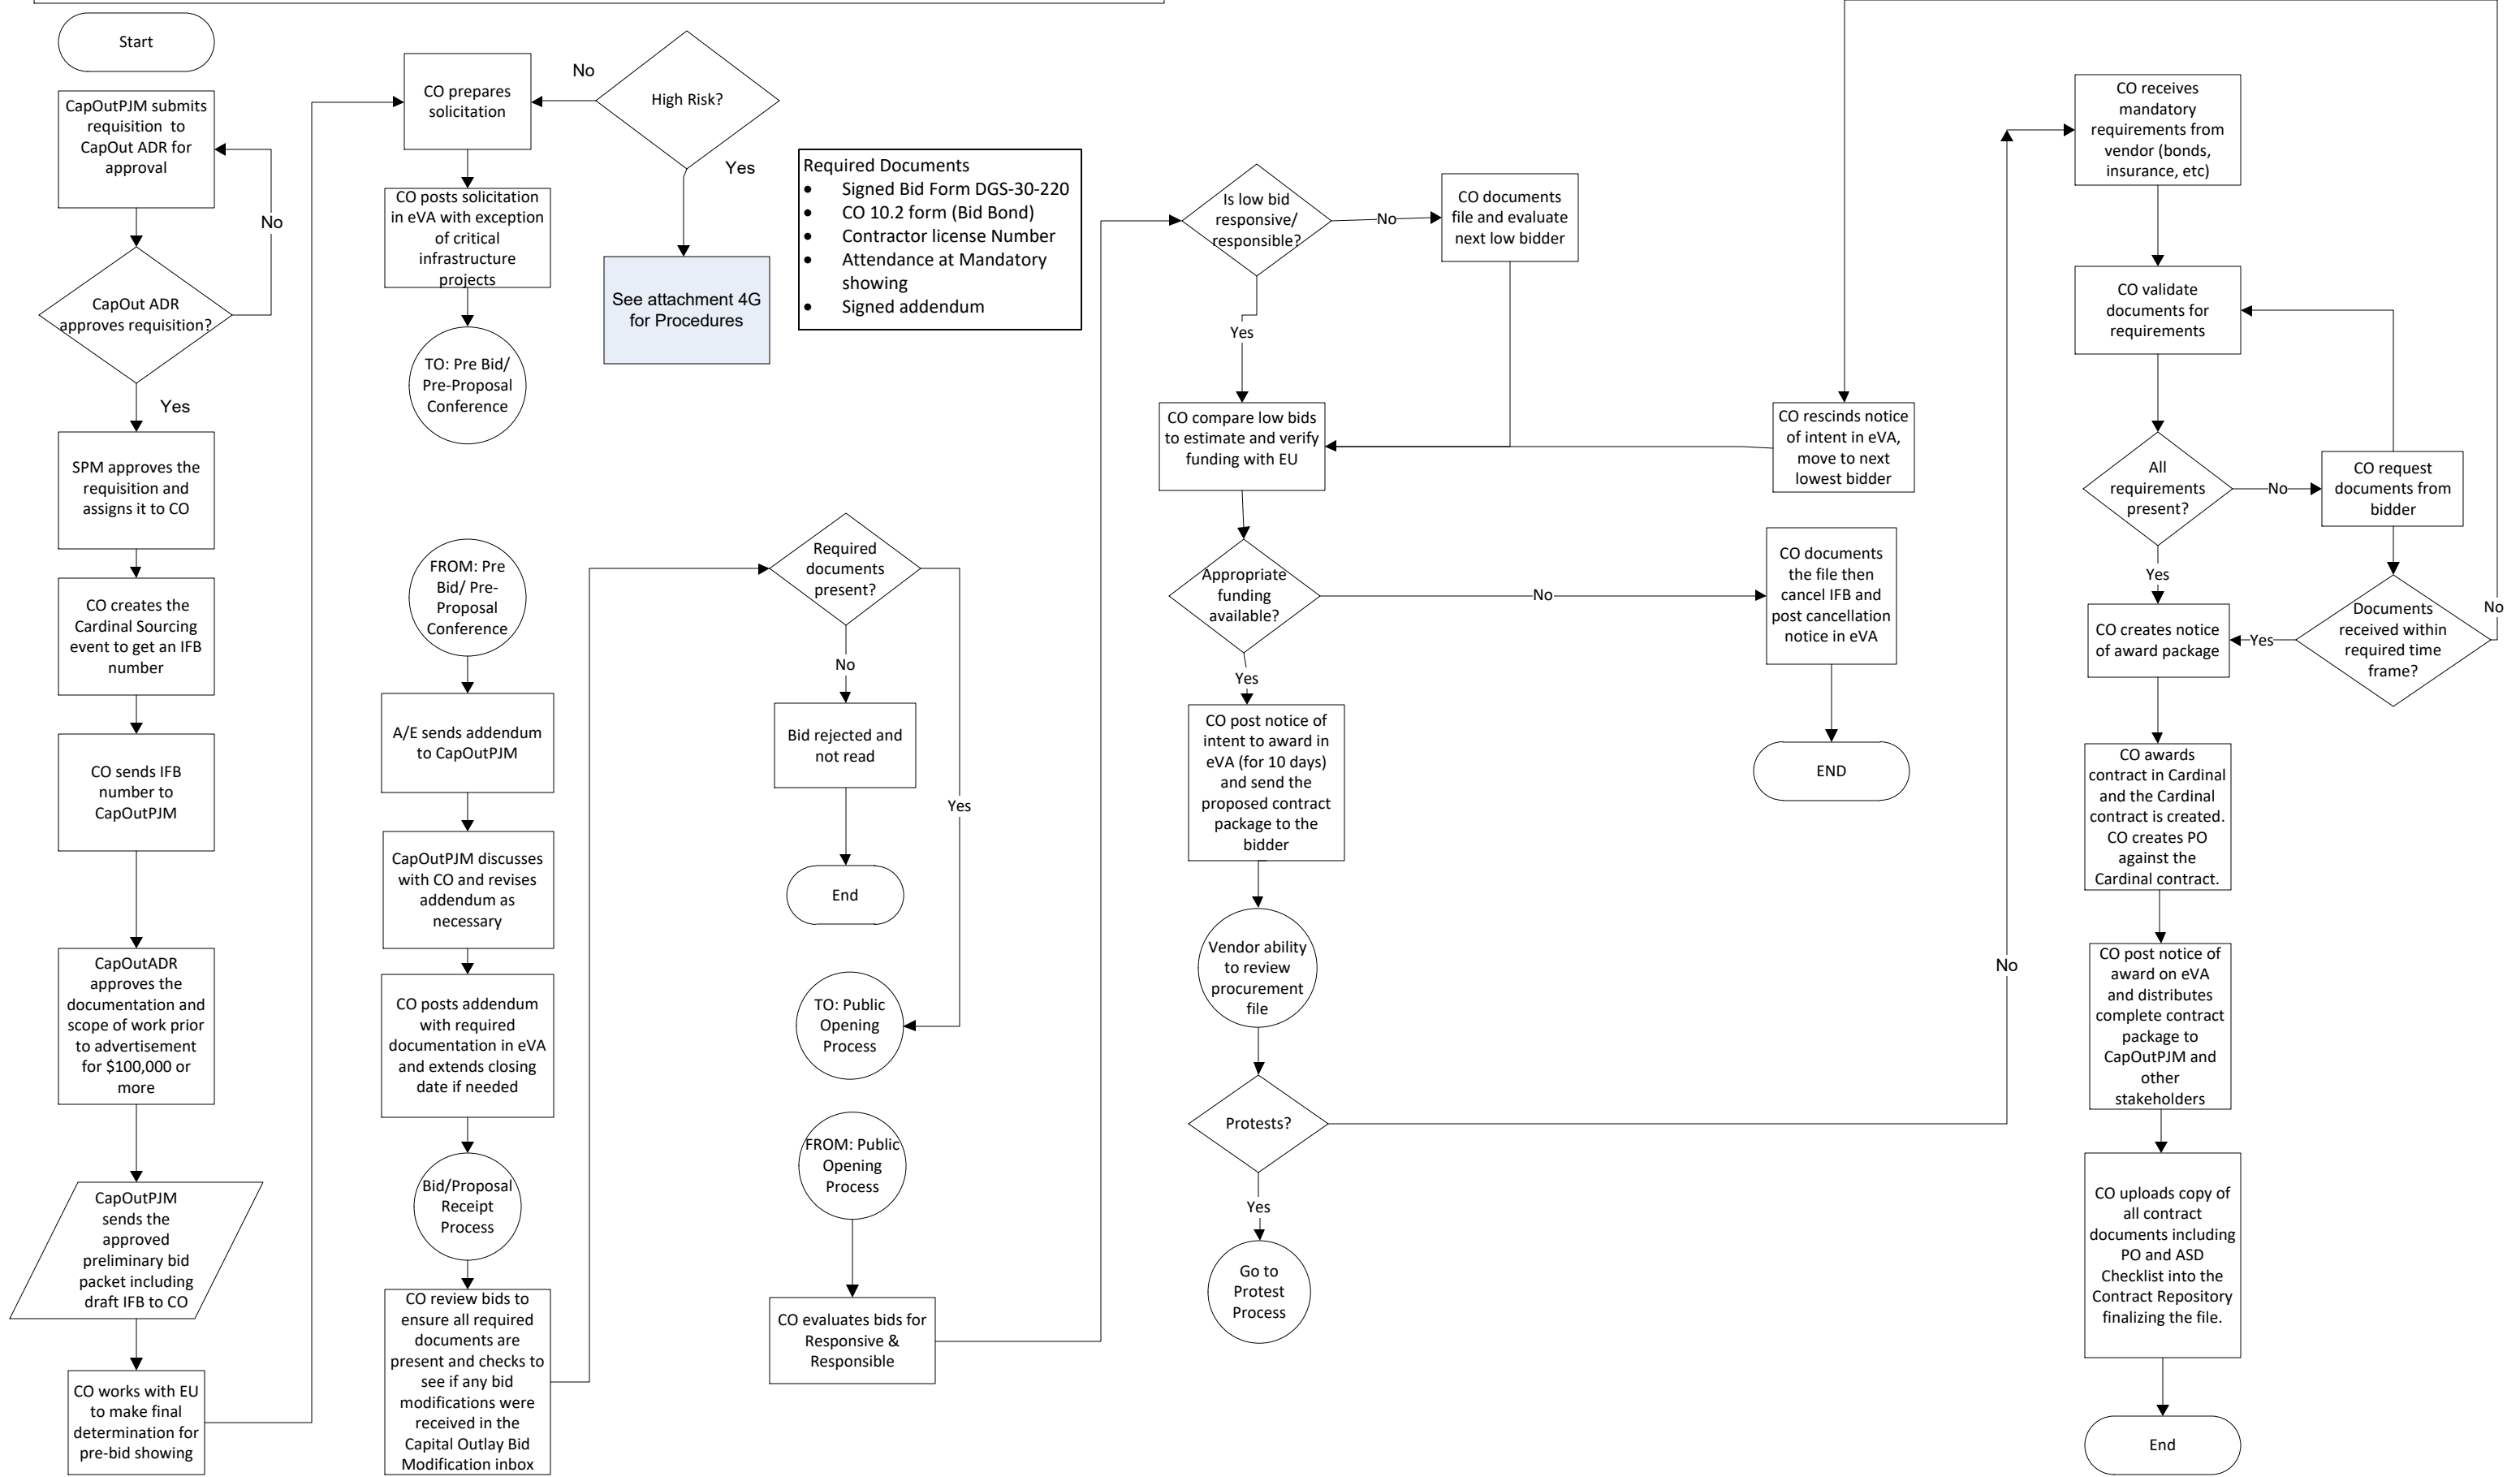 Start
CapOutPJM submits
requisition to
CapOut ADR for
approval
No
CapOut ADR
approves requisition?
Yes
SPM approves the
requisition and
assigns it to CO
CO creates the
Cardinal Sourcing
event to get an IFB
number
CO sends IFB
number to
CapOutPJM
CapOutADR
approves the
documentation and
scope of work prior
to advertisement
for $100,000 or
more
CapOutPJM
sends the
approved
preliminary bid
packet including
draft IFB to CO
CO works with EU
to make final
determination for
pre-bid showing
CO prepares
solicitation
No
High Risk?
Yes
See attachment 4G
for Procedures
CO posts solicitation
in eVA with exception
of critical
infrastructure
projects
TO: Pre Bid/
Pre-Proposal
Conference
FROM: Pre
Bid/ Pre-
Proposal
Conference
A/E sends addendum
to CapOutPJM
CapOutPJM discusses
with CO and revises
addendum as
necessary
CO posts addendum
with required
documentation in eVA
and extends closing
date if needed
Bid/Proposal
Receipt
Process
CO review bids to
ensure all required
documents are
present and checks to
see if any bid
modifications were
received in the
Capital Outlay Bid
Modification inbox
Required Documents
• Signed Bid Form DGS-30-220
• CO 10.2 form (Bid Bond)
• Contractor license Number
• Attendance at Mandatory
showing
• Signed addendum
Required
documents
present?
No
Yes
Bid rejected and
not read
End
TO: Public
Opening
Process
FROM: Public
Opening
Process
CO evaluates bids for
Responsive &
Responsible
Is low bid
responsive/
responsible?
No
CO documents
file and evaluate
next low bidder
Yes
CO compare low bids
to estimate and verify
funding with EU
CO rescinds notice
of intent in eVA,
move to next
lowest bidder
Appropriate
funding
available?
No
CO documents
the file then
cancel IFB and
post cancellation
notice in eVA
END
Yes
CO post notice of
intent to award in
eVA (for 10 days)
and send the
proposed contract
package to the
bidder
Vendor ability
to review
procurement
file
Protests?
No
Yes
Go to
Protest
Process
CO receives
mandatory
requirements from
vendor (bonds,
insurance, etc)
CO validate
documents for
requirements
All
requirements
present?
No
CO request
documents from
bidder
Yes
Documents
received within
required time
frame?
No
Yes
CO creates notice
of award package
CO awards
contract in Cardinal
and the Cardinal
contract is created.
CO creates PO
against the
Cardinal contract.
CO post notice of
award on eVA
and distributes
complete contract
package to
CapOutPJM and
other
stakeholders
CO uploads copy of
all contract
documents including
PO and ASD
Checklist into the
Contract Repository
finalizing the file.
End